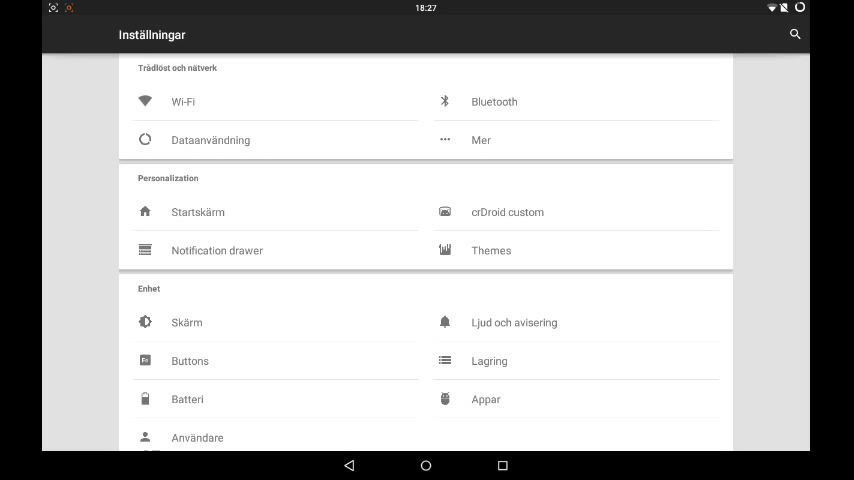 18:27
Inställningar
Trådlöst och nätverk
Wi-Fi
Bluetooth
Dataanvändning
Mer
Personalization
Startskärm
crDroid custom
Notification drawer
Themes
Enhet
Skärm
Ljud och avisering
Buttons
Lagring
Batteri
Appar
Användare